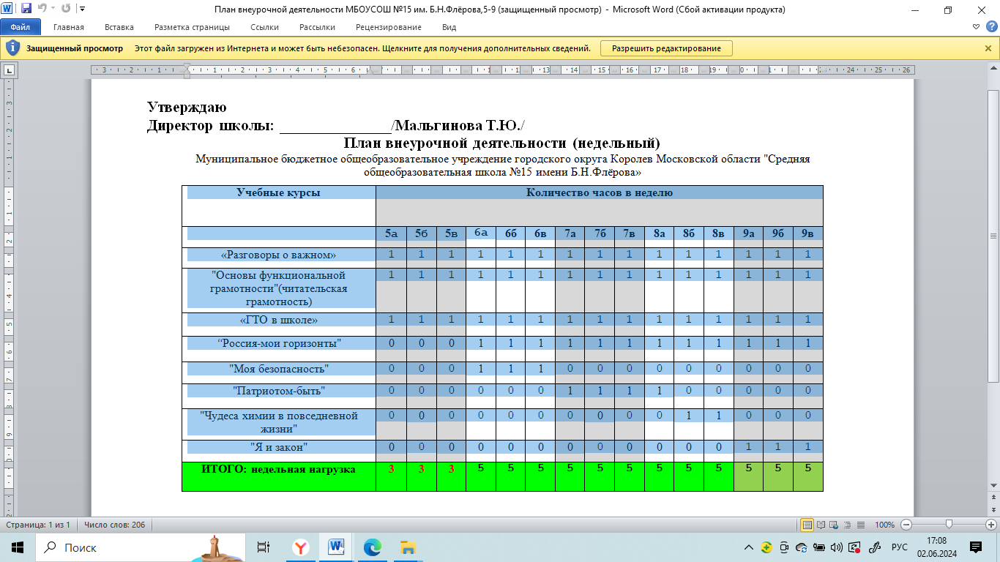 План внеурочной деятельности МБОУСОШ №15 им. Б.Н.Флёрова,5-9 (защищенный просмотр) - Microsoft Word (Сбой активации продукта)
Файл Главная Вставка Разметка страницы Ссылки Рассылки Рецензирование Вид
Защищенный просмотр Этот файл загружен из Интернета и может быть небезопасен. Щелкните для получения дополнительных сведений. Разрешить редактирование
Утверждаю
Директор школы: _______________/Мальгинова Т.Ю./
План внеурочной деятельности (недельный)
Муниципальное бюджетное общеобразовательное учреждение городского округа Королев Московской области "Средняя
общеобразовательная школа №15 имени Б.Н.Флёрова»
Учебные курсы Количество часов в неделю
5а 5б 5в 6а 6б 6в 7а 7б 7в 8а 8б 8в 9а 9б 9в
«Разговоры о важном» 1 1 1 1 1 1 1 1 1 1 1 1 1 1 1
"Основы функциональной 1 1 1 1 1 1 1 1 1 1 1 1 1 1 1
грамотности"(читательская
грамотность)
«ГТО в школе» 1 1 1 1 1 1 1 1 1 1 1 1 1 1 1
“Россия-мои горизонты" 0 0 0 1 1 1 1 1 1 1 1 1 1 1 1
"Моя безопасность" 0 0 0 1 1 1 0 0 0 0 0 0 0 0 0
"Патриотом-быть" 0 0 0 0 0 0 1 1 1 1 0 0 0 0 0
"Чудеса химии в повседневной 0 0 0 0 0 0 0 0 0 0 1 1 0 0 0
жизни"
"Я и закон" 0 0 0 0 0 0 0 0 0 0 0 0 1 1 1
ИТОГО: недельная нагрузка 3 3 3 5 5 5 5 5 5 5 5 5 5 5 5
Страница: 1 из 1 Число слов: 206 100%
Поиск РУС 17:08
02.06.2024